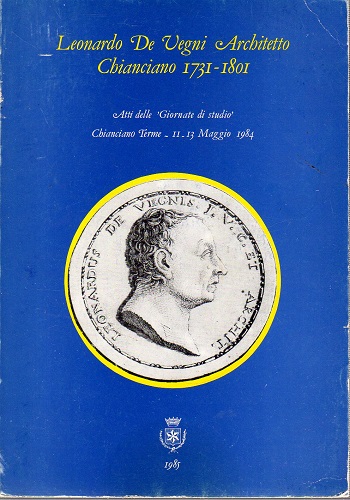 Leonardo De Vegni Architetto
Chianciano 1731-1801
Atti delle 'Giornate di studio'
Chianciano Terme - 11-13 Maggio 1984
LEONARDUS DE VEGNIS. I. V. C. ET ARCHIT.
1985